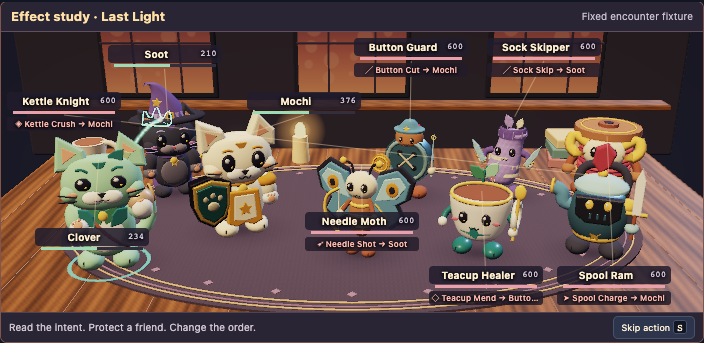 Effect study · Last Light
Fixed encounter fixture
Soot 210
Button Guard 600
⟋ Button Cut → Mochi
Sock Skipper 600
⟋ Sock Skip → Soot
Kettle Knight 600
◈ Kettle Crush → Mochi
Mochi 376
Clover 234
Needle Moth 600
➶ Needle Shot → Soot
Teacup Healer 600
◇ Teacup Mend → Butto...
Spool Ram 600
➤ Spool Charge → Mochi
Read the intent. Protect a friend. Change the order.
Skip action S